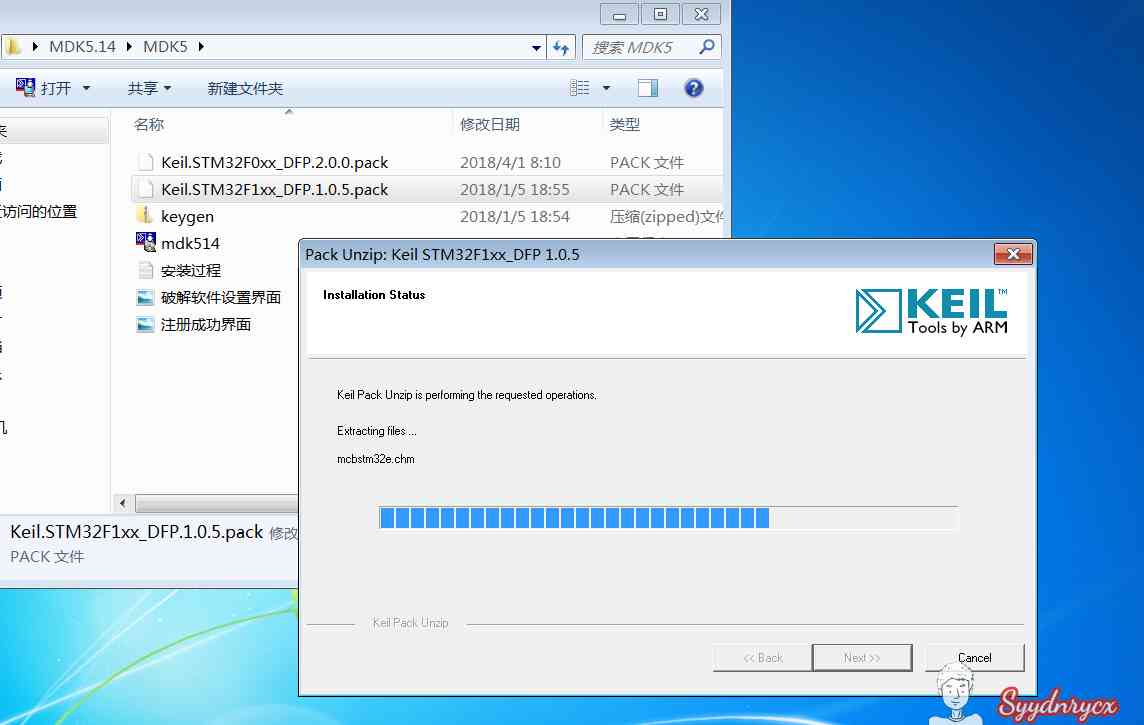 MDK5.14 MDK5
搜索 MDK5
打开 共享 新建文件夹
名称 修改日期 类型
Keil.STM32F0xx_DFP.2.0.0.pack 2018/4/1 8:10 PACK 文件
Keil.STM32F1xx_DFP.1.0.5.pack 2018/1/5 18:55 PACK 文件
访问的位置
keygen 2018/1/5 18:54 压缩(zipped)文件
mdk514
安装过程
破解软件设置界面
注册成功界面
Keil.STM32F1xx_DFP.1.0.5.pack 修改
PACK 文件
Pack Unzip: Keil STM32F1xx_DFP 1.0.5
Installation Status
KEIL™
Tools by ARM
Keil Pack Unzip is performing the requested operations.
Extracting files ...
mcbstm32e.chm
Keil Pack Unzip
<< Back Next >> Cancel
Syydnrycx